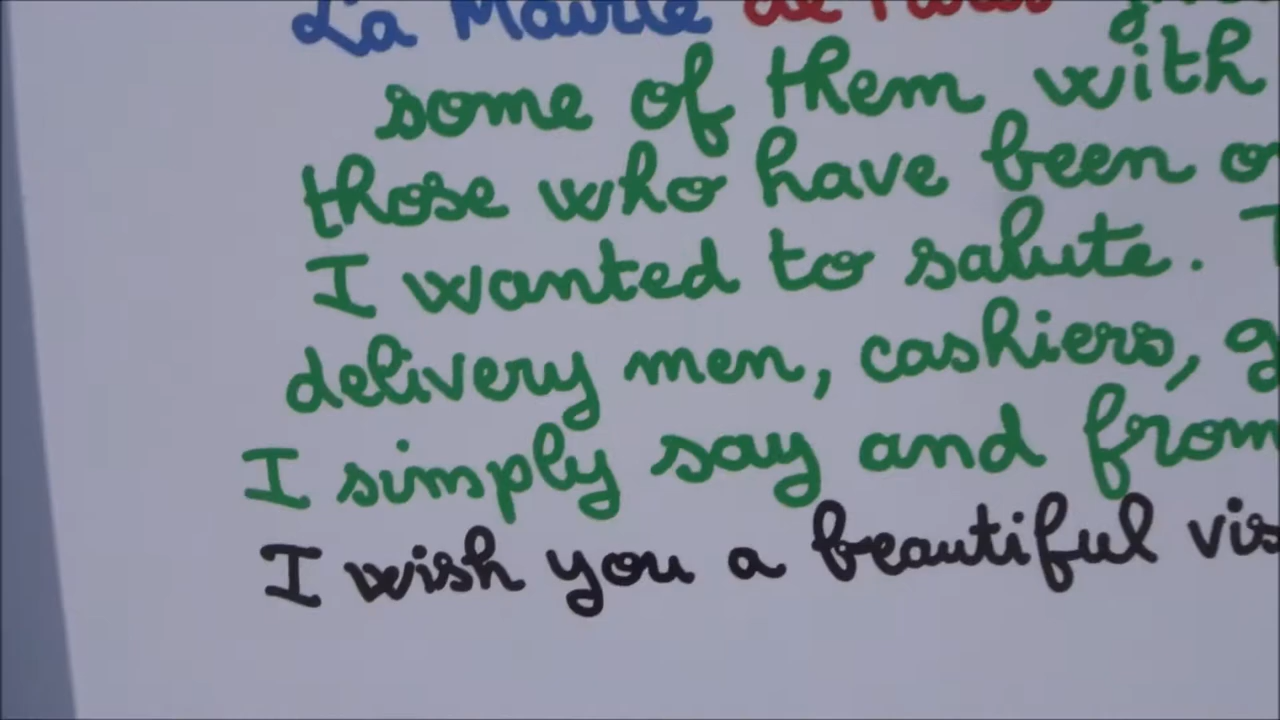 La Mairie de
some of them with
those who have been
I wanted to salute.
delivery men, cashiers,
I simply say and from
I wish you a beautiful